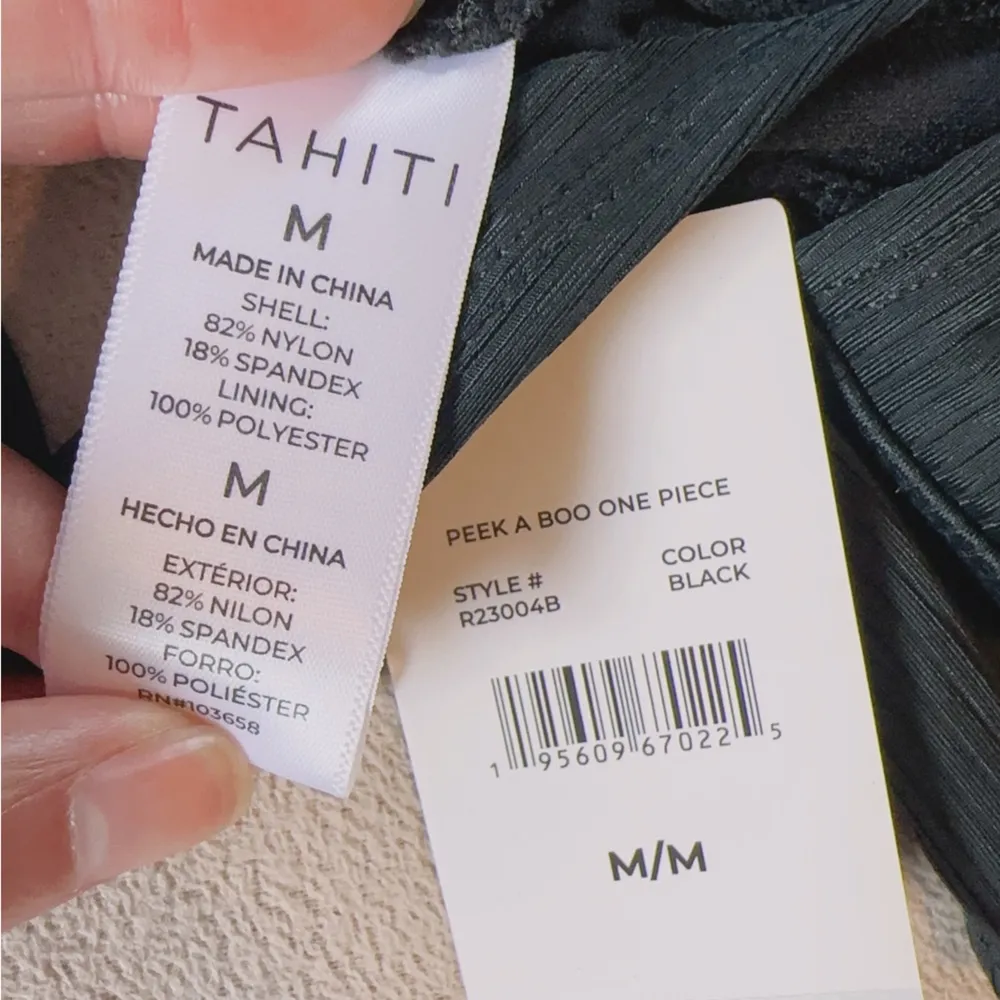 TAHITI
M
MADE IN CHINA
SHELL:
82% NYLON
18% SPANDEX
LINING:
100% POLYESTER
M
HECHO EN CHINA
EXTÉRIOR:
82% NILON
18% SPANDEX
FORRO:
100% POLIÉSTER
RN#103658
PEEK A BOO ONE PIECE
STYLE #
R23004B
COLOR
BLACK
1 95609 67022 5
M/M